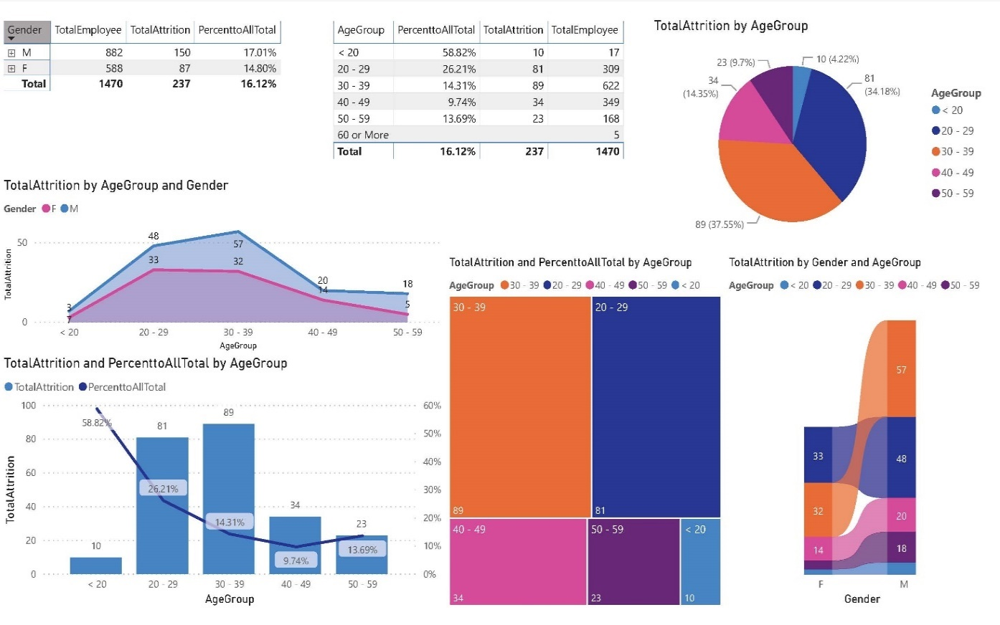 Gender TotalEmployee TotalAttrition PercenttoAllTotal
M 882 150 17.01%
F 588 87 14.80%
Total 1470 237 16.12%
AgeGroup PercenttoAllTotal TotalAttrition TotalEmployee
< 20 58.82% 10 17
20 - 29 26.21% 81 309
30 - 39 14.31% 89 622
40 - 49 9.74% 34 349
50 - 59 13.69% 23 168
60 or More 5
Total 16.12% 237 1470
TotalAttrition by AgeGroup
23 (9.7%)
10 (4.22%)
34
(14.35%)
81
(34.18%)
89 (37.55%)
AgeGroup
< 20
20 - 29
30 - 39
40 - 49
50 - 59
TotalAttrition by AgeGroup and Gender
Gender F M
TotalAttrition
50
0
3
7
48
33
57
32
20
14
18
5
< 20 20 - 29 30 - 39 40 - 49 50 - 59
AgeGroup
TotalAttrition and PercenttoAllTotal by AgeGroup
TotalAttrition PercenttoAllTotal
TotalAttrition
100
80
60
40
20
0
60%
50%
40%
30%
20%
10%
0%
58.82%
10
81
26.21%
89
14.31%
34
9.74%
23
13.69%
< 20 20 - 29 30 - 39 40 - 49 50 - 59
AgeGroup
TotalAttrition and PercenttoAllTotal by AgeGroup
AgeGroup 30 - 39 20 - 29 40 - 49 50 - 59 < 20
30 - 39
89
20 - 29
81
40 - 49
34
50 - 59
23
< 20
10
TotalAttrition by Gender and AgeGroup
AgeGroup < 20 20 - 29 30 - 39 40 - 49 50 - 59
33
32
14
57
48
20
18
F M
Gender